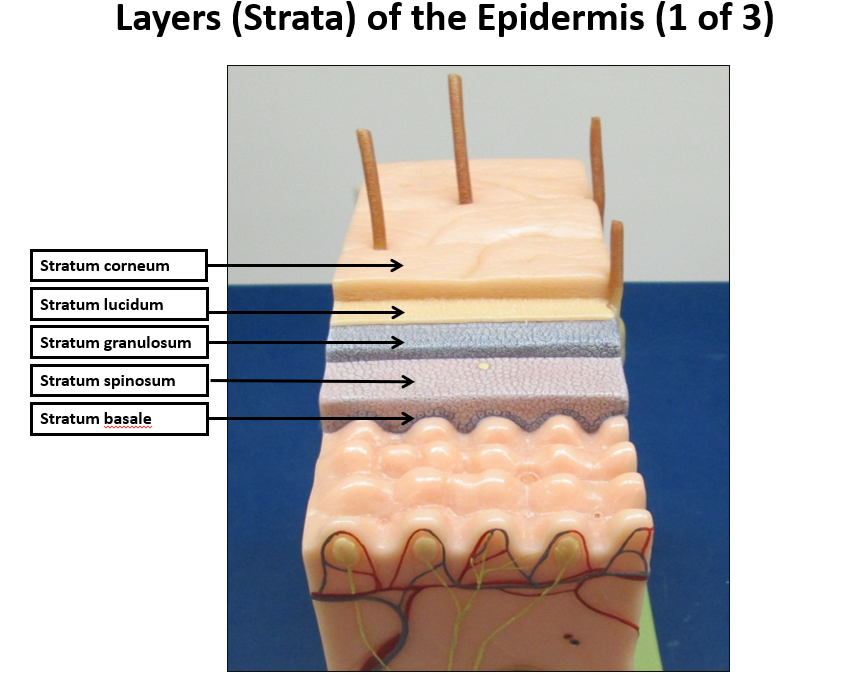 Layers (Strata) of the Epidermis (1 of 3)
Stratum corneum
Stratum lucidum
Stratum granulosum
Stratum spinosum
Stratum basale